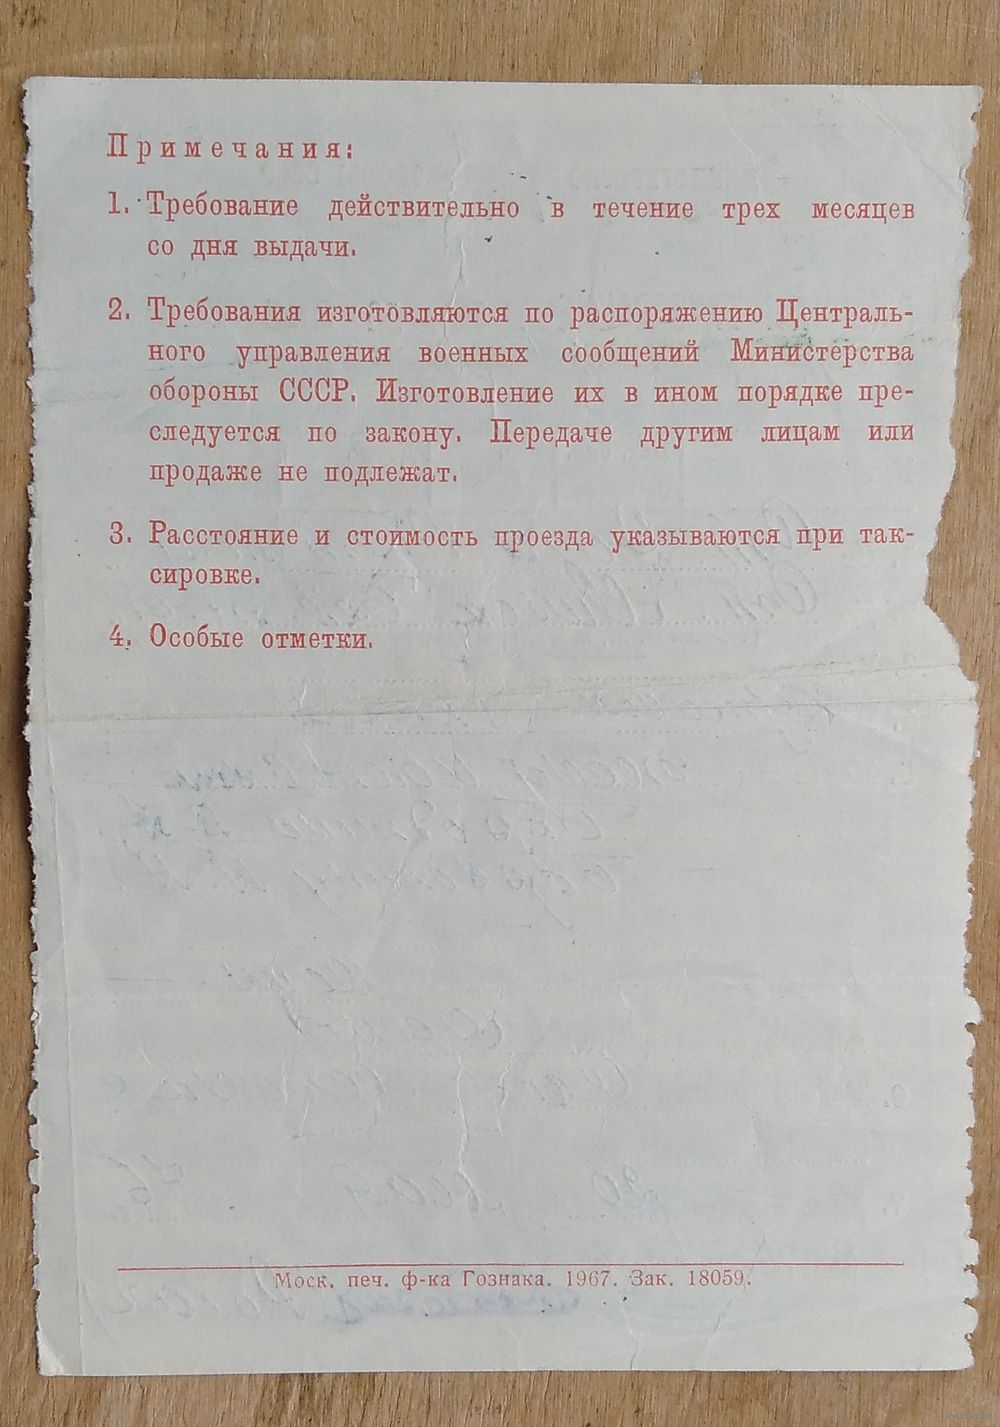 Примечания:
1. Требование действительно в течение трех месяцев
со дня выдачи.
2. Требования изготовляются по распоряжению Централь-
ного управления военных сообщений Министерства
обороны СССР. Изготовление их в ином порядке пре-
следуется по закону. Передаче другим лицам или
продаже не подлежат.
3. Расстояние и стоимость проезда указываются при так-
сировке.
4. Особые отметки.
Моск. печ. ф-ка Гознака. 1967. Зак. 18059.